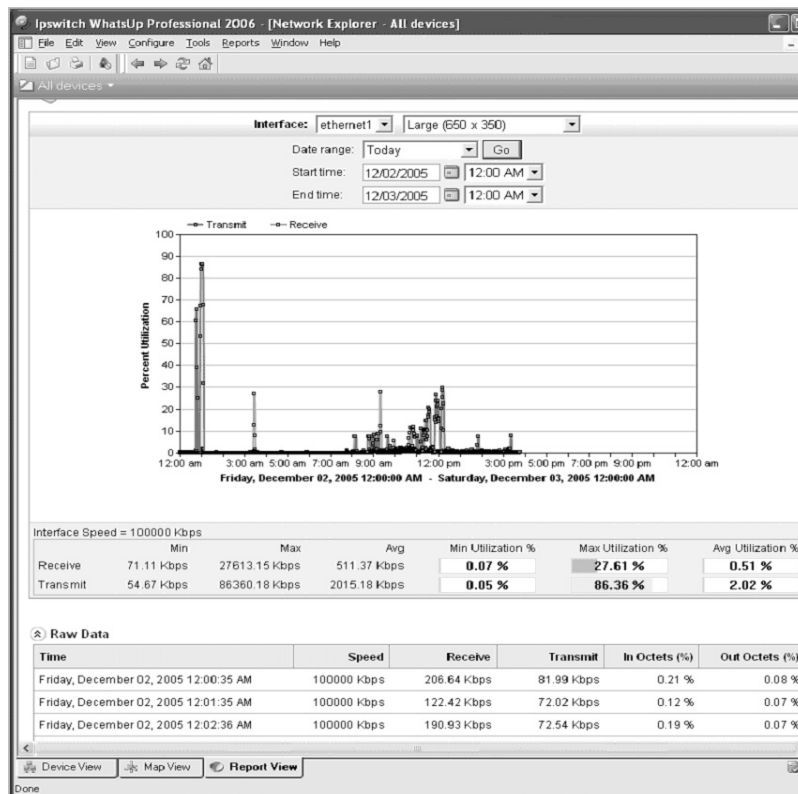 Ipswitch WhatsUp Professional 2006 - [Network Explorer - All devices]
File Edit View Configure Tools Reports Window Help
All devices
Interface: ethernet1 Large (650 x 350)
Date range: Today Go
Start time: 12/02/2005 12:00 AM
End time: 12/03/2005 12:00 AM
Transmit Receive
100
90
80
70
60
50
40
30
20
10
0
Percent Utilization
12:00 am 3:00 am 5:00 am 7:00 am 9:00 am 12:00 pm 3:00 pm 5:00 pm 7:00 pm 9:00 pm 12:00 am
Friday, December 02, 2005 12:00:00 AM - Saturday, December 03, 2005 12:00:00 AM
Interface Speed = 100000 Kbps
Min Max Avg Min Utilization % Max Utilization % Avg Utilization %
Receive 71.11 Kbps 27613.15 Kbps 511.37 Kbps 0.07 % 27.61 % 0.51 %
Transmit 54.67 Kbps 86360.18 Kbps 2015.18 Kbps 0.05 % 86.36 % 2.02 %
Raw Data
Time Speed Receive Transmit In Octets (%) Out Octets (%)
Friday, December 02, 2005 12:00:35 AM 100000 Kbps 206.64 Kbps 81.99 Kbps 0.21 % 0.08 %
Friday, December 02, 2005 12:01:35 AM 100000 Kbps 122.42 Kbps 72.02 Kbps 0.12 % 0.07 %
Friday, December 02, 2005 12:02:36 AM 100000 Kbps 190.93 Kbps 72.54 Kbps 0.19 % 0.07 %
Device View Map View Report View
Done